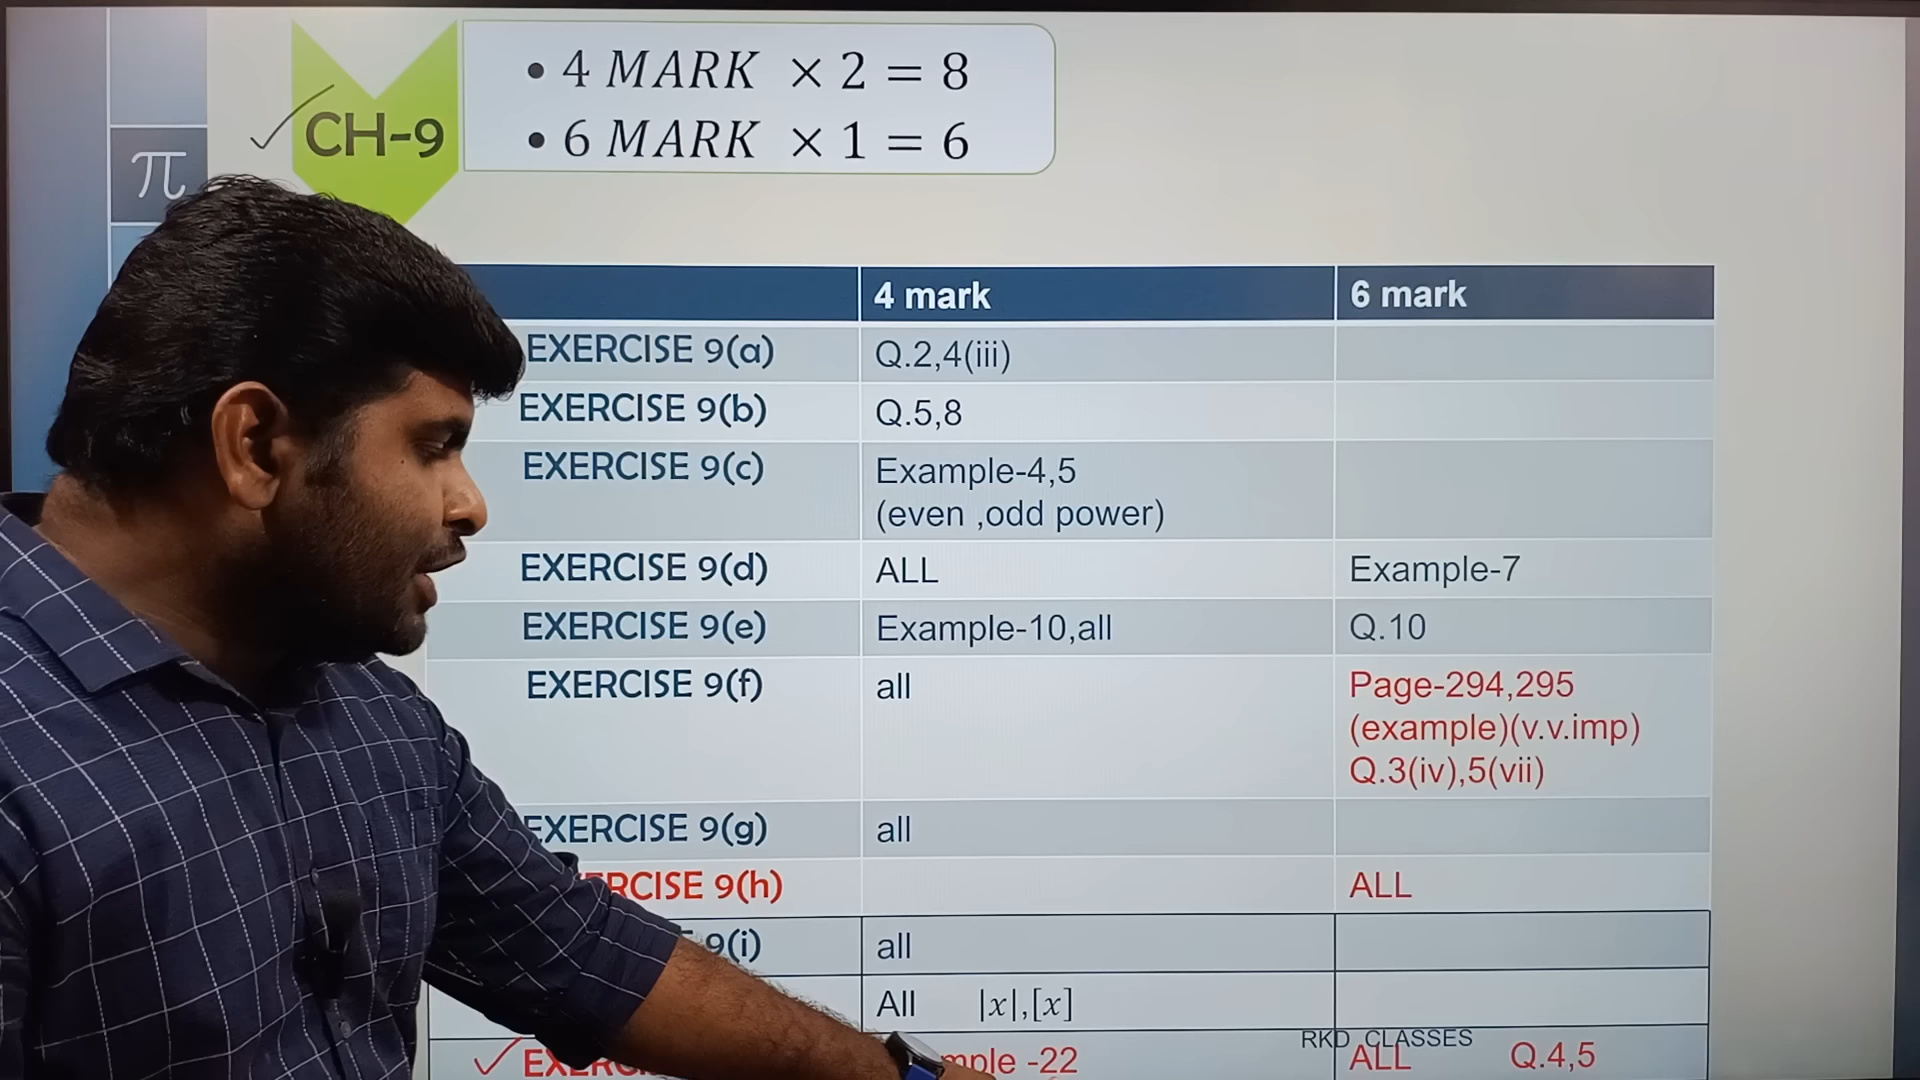 • 4 MARK × 2 = 8
• 6 MARK × 1 = 6
CH-9
π
4 mark 6 mark
EXERCISE 9(a) Q.2,4(iii)
EXERCISE 9(b) Q.5,8
EXERCISE 9(c) Example-4,5
(even ,odd power)
EXERCISE 9(d) ALL Example-7
EXERCISE 9(e) Example-10,all Q.10
EXERCISE 9(f) all Page-294,295
(example)(v.v.imp)
Q.3(iv),5(vii)
EXERCISE 9(g) all
9(h) ALL
9(i) all
All |x|,[x]
RKD CLASSES
-22 ALL Q.4,5